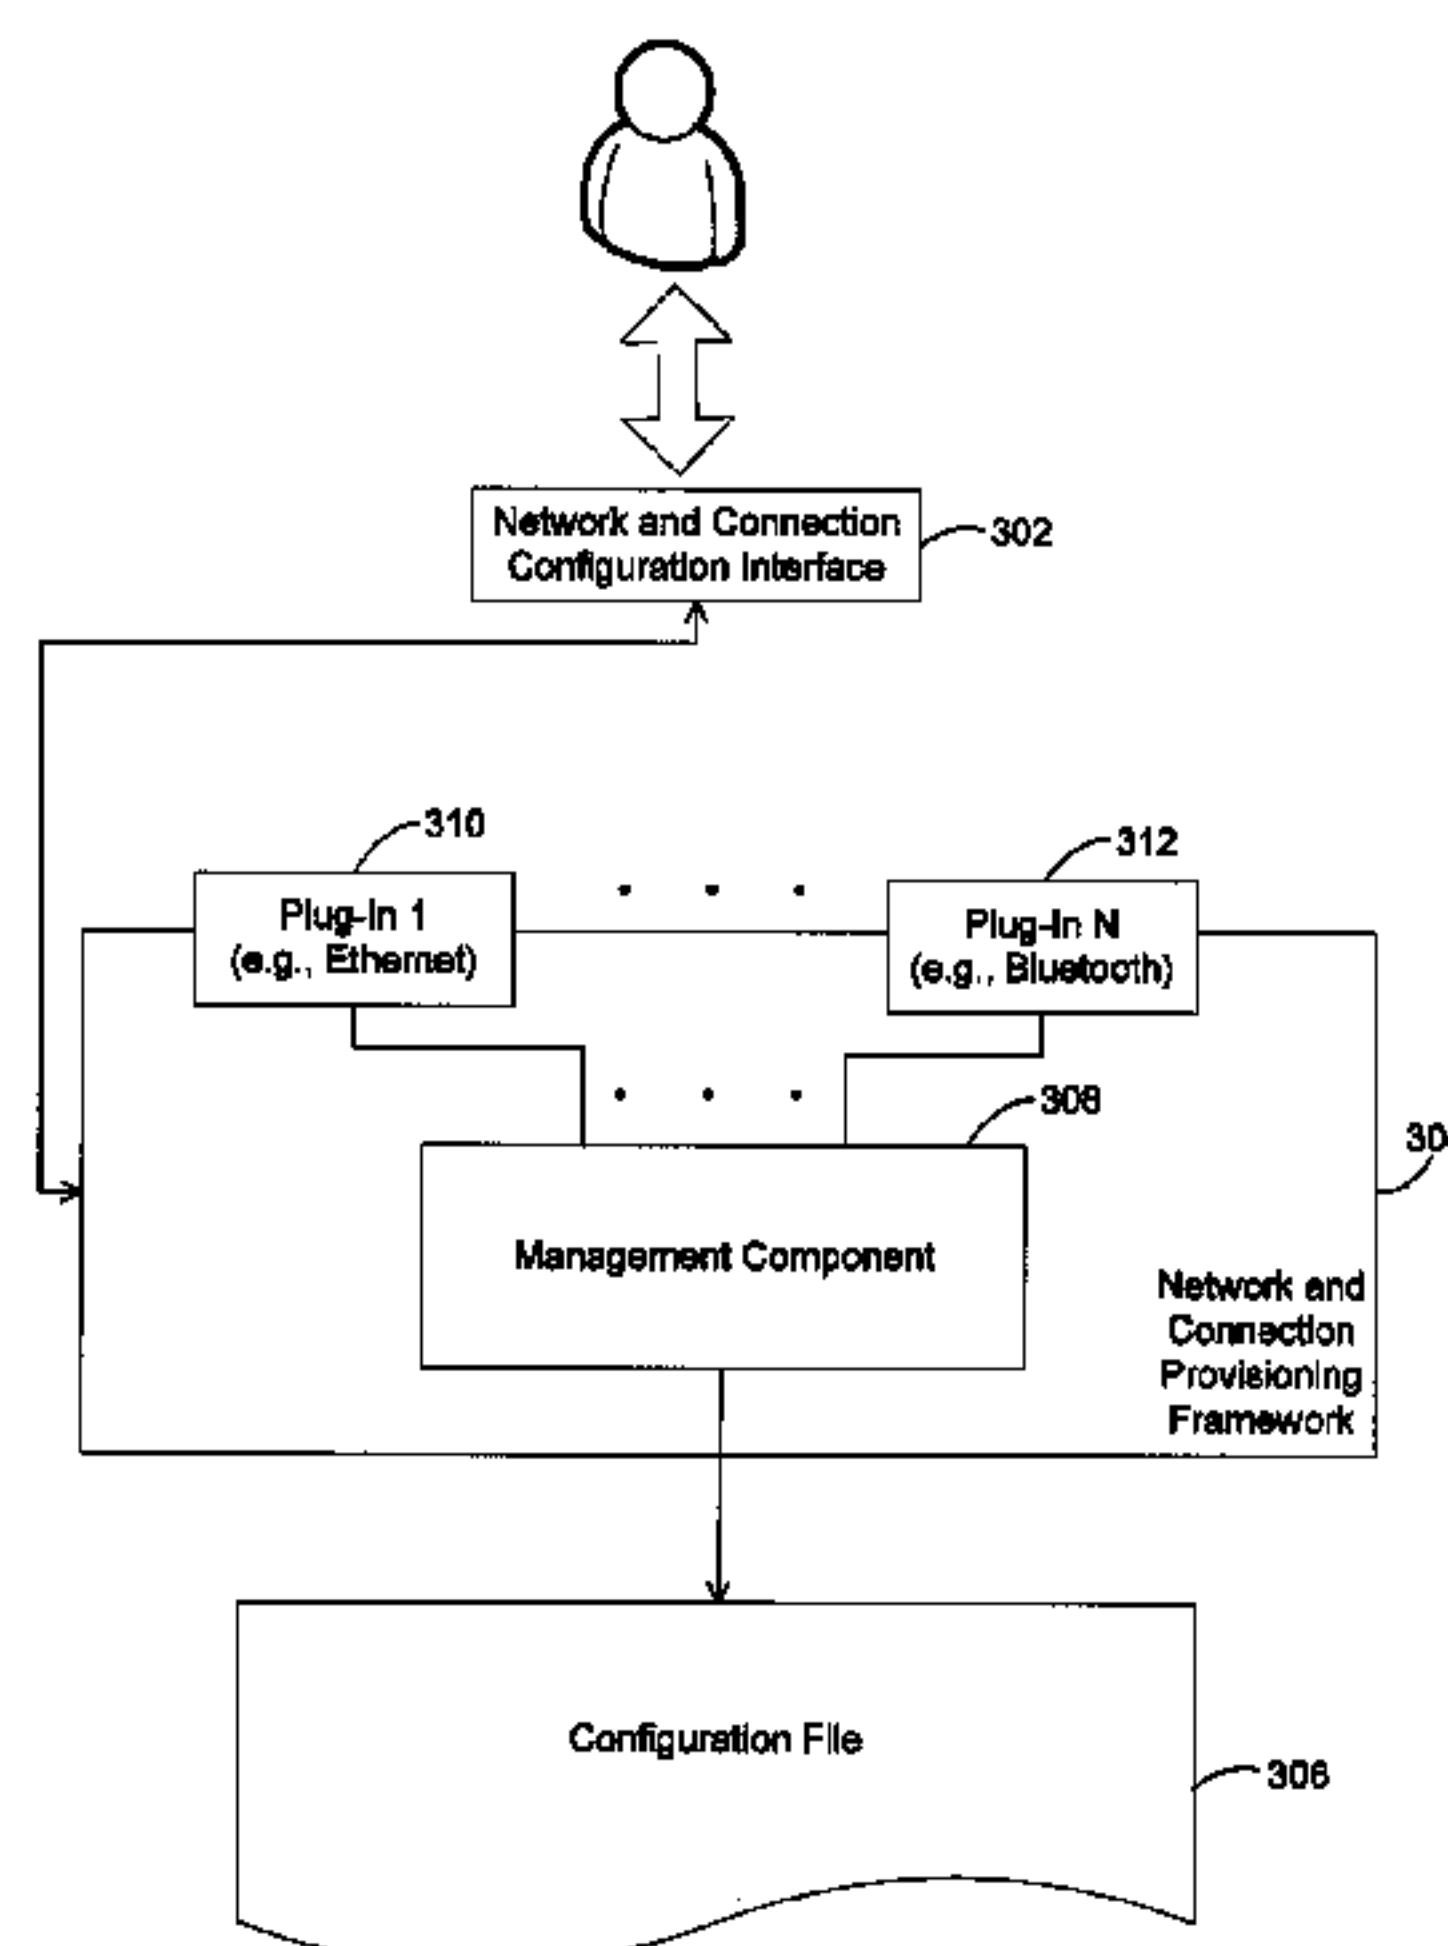 Network and Connection
Configuration Interface
302
310
312
Plug-In 1
(e.g., Ethernet)
Plug-In N
(e.g., Bluetooth)
308
30
Management Component
Network and
Connection
Provisioning
Framework
Configuration File
306